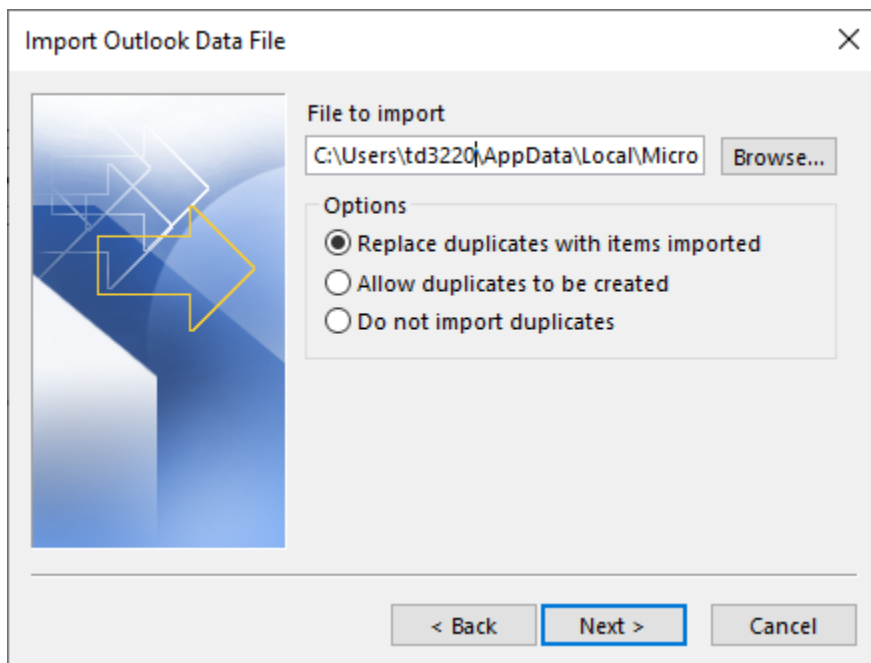 Import Outlook Data File
File to import
C:\Users\td3220\AppData\Local\Micro
Browse...
Options
Replace duplicates with items imported
Allow duplicates to be created
Do not import duplicates
< Back
Next >
Cancel